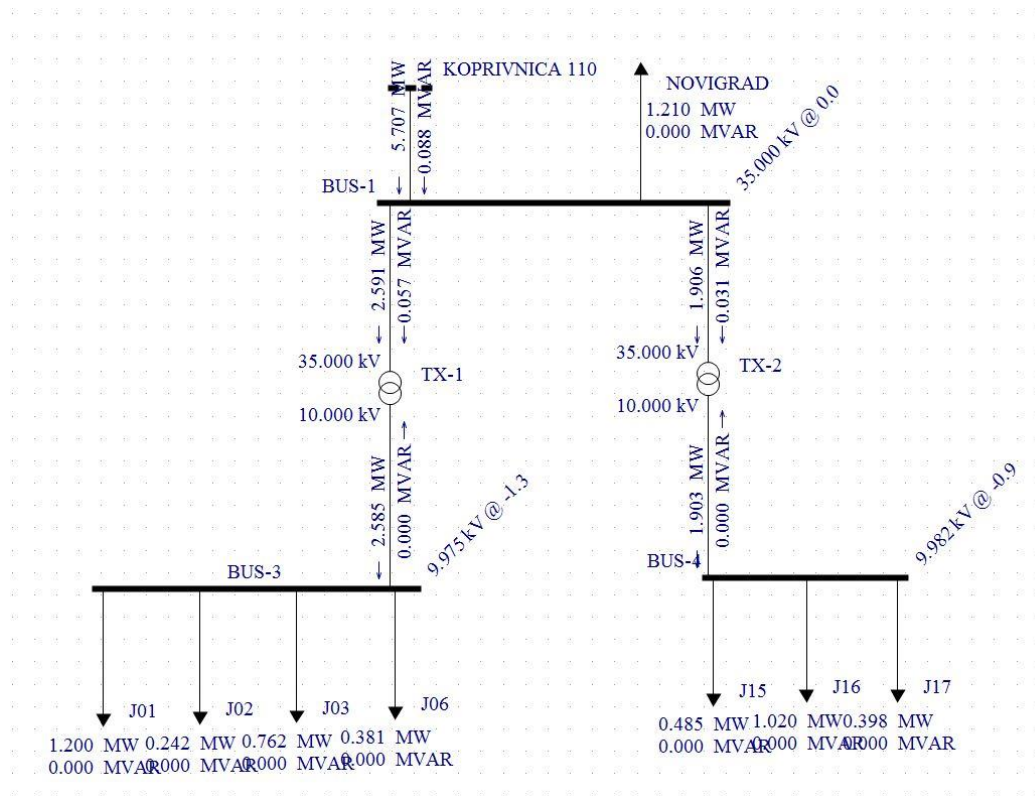 KOPRIVNICA 110
5.707 MW
0.088 MVAR
NOVIGRAD
1.210 MW
0.000 MVAR
35.000 kV @ 0.0
BUS-1
2.591 MW
0.057 MVAR
1.906 MW
0.031 MVAR
35.000 kV
TX-1
10.000 kV
35.000 kV
TX-2
10.000 kV
2.585 MW
0.000 MVAR
9.975 kV @ -1.3
1.903 MW
0.000 MVAR
9.982 kV @ -0.9
BUS-3
BUS-4
J01
1.200 MW
0.000 MVAR
J02
0.242 MW
0.000 MVAR
J03
0.762 MW
0.000 MVAR
J06
0.381 MW
0.000 MVAR
J15
0.485 MW
0.000 MVAR
J16
1.020 MW
0.000 MVAR
J17
0.398 MW
0.000 MVAR